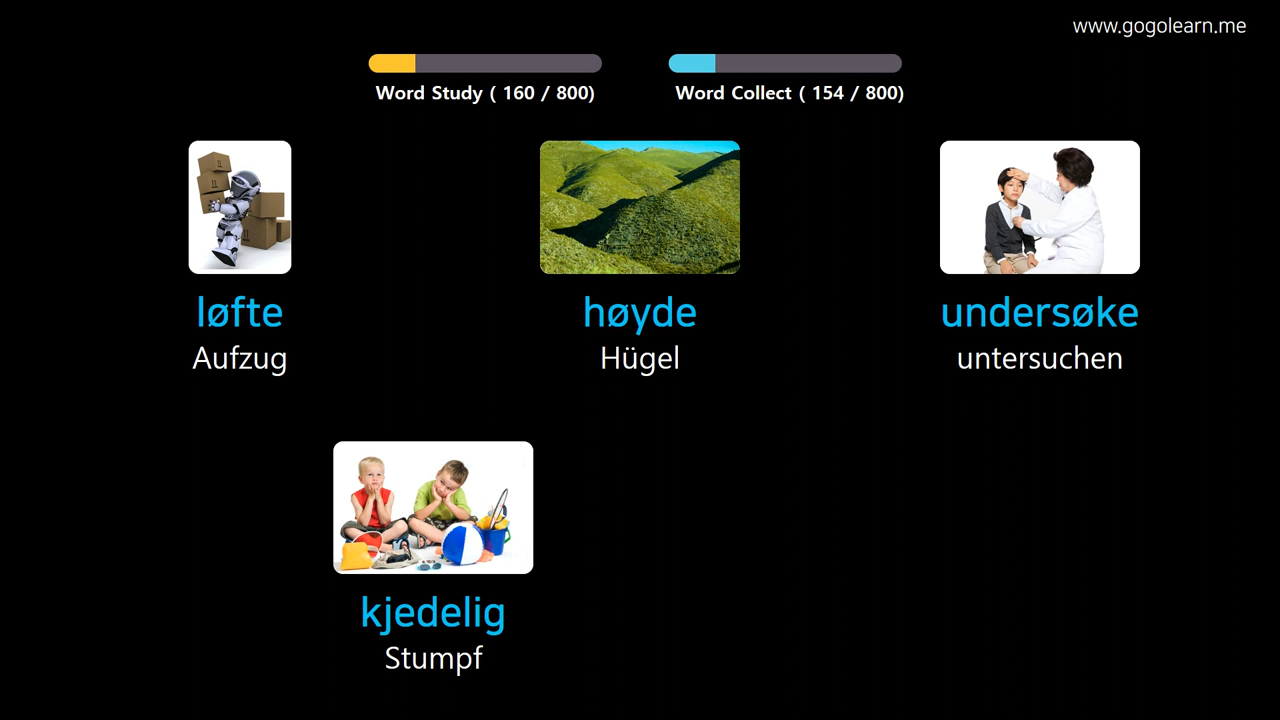 www.gogolearn.me
Word Study ( 160 / 800)
Word Collect ( 154 / 800)
løfte
Aufzug
høyde
Hügel
undersøke
untersuchen
kjedelig
Stumpf